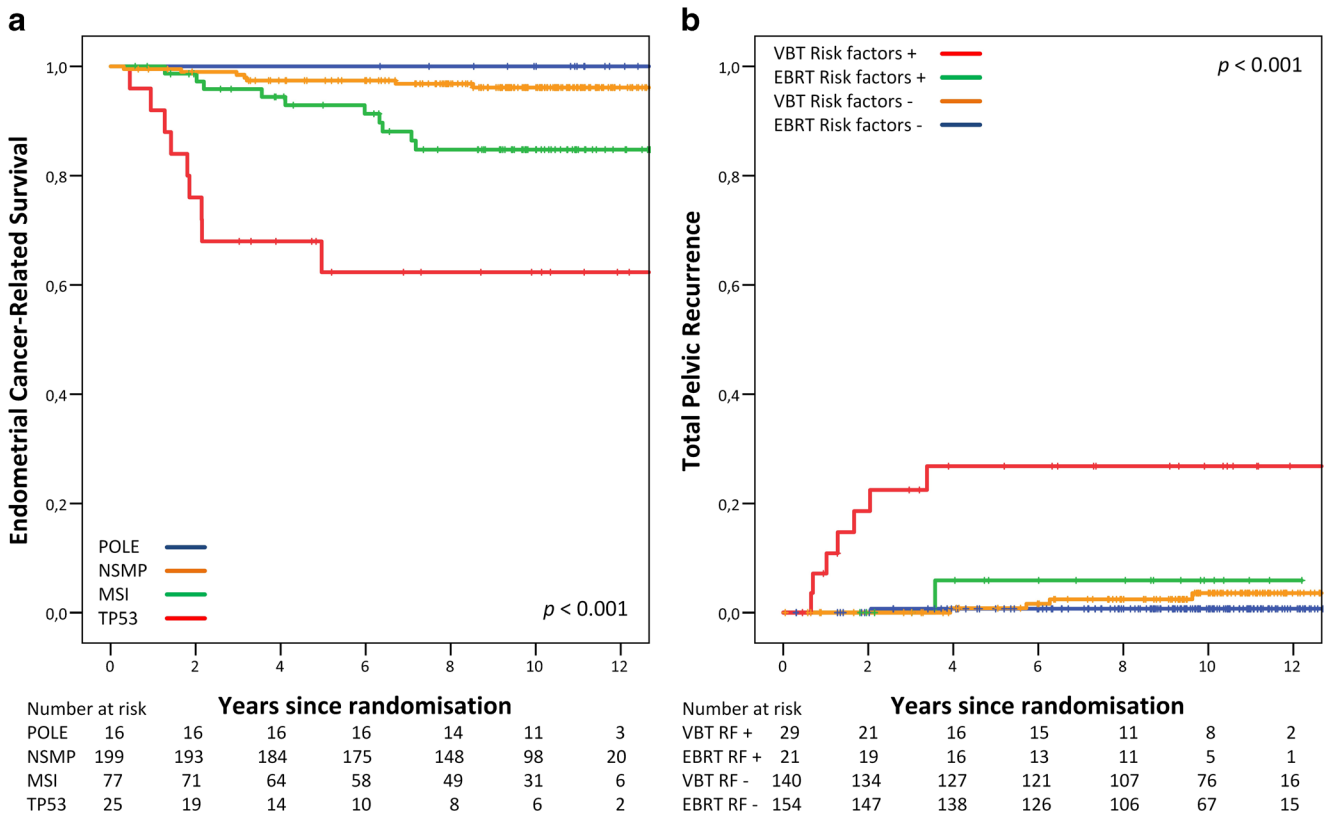 a
Endometrial Cancer-Related Survival
1,0
0,8
0,6
0,4
0,2
0,0
POLE
NSMP
MSI
TP53
p < 0.001
0 2 4 6 8 10 12
Years since randomisation
Number at risk
POLE 16 16 16 16 14 11 3
NSMP 199 193 184 175 148 98 20
MSI 77 71 64 58 49 31 6
TP53 25 19 14 10 8 6 2
b
Total Pelvic Recurrence
VBT Risk factors +
EBRT Risk factors +
VBT Risk factors -
EBRT Risk factors -
p < 0.001
1,0
0,8
0,6
0,4
0,2
0,0
0 2 4 6 8 10 12
Years since randomisation
Number at risk
VBT RF + 29 21 16 15 11 8 2
EBRT RF + 21 19 16 13 11 5 1
VBT RF - 140 134 127 121 107 76 16
EBRT RF - 154 147 138 126 106 67 15